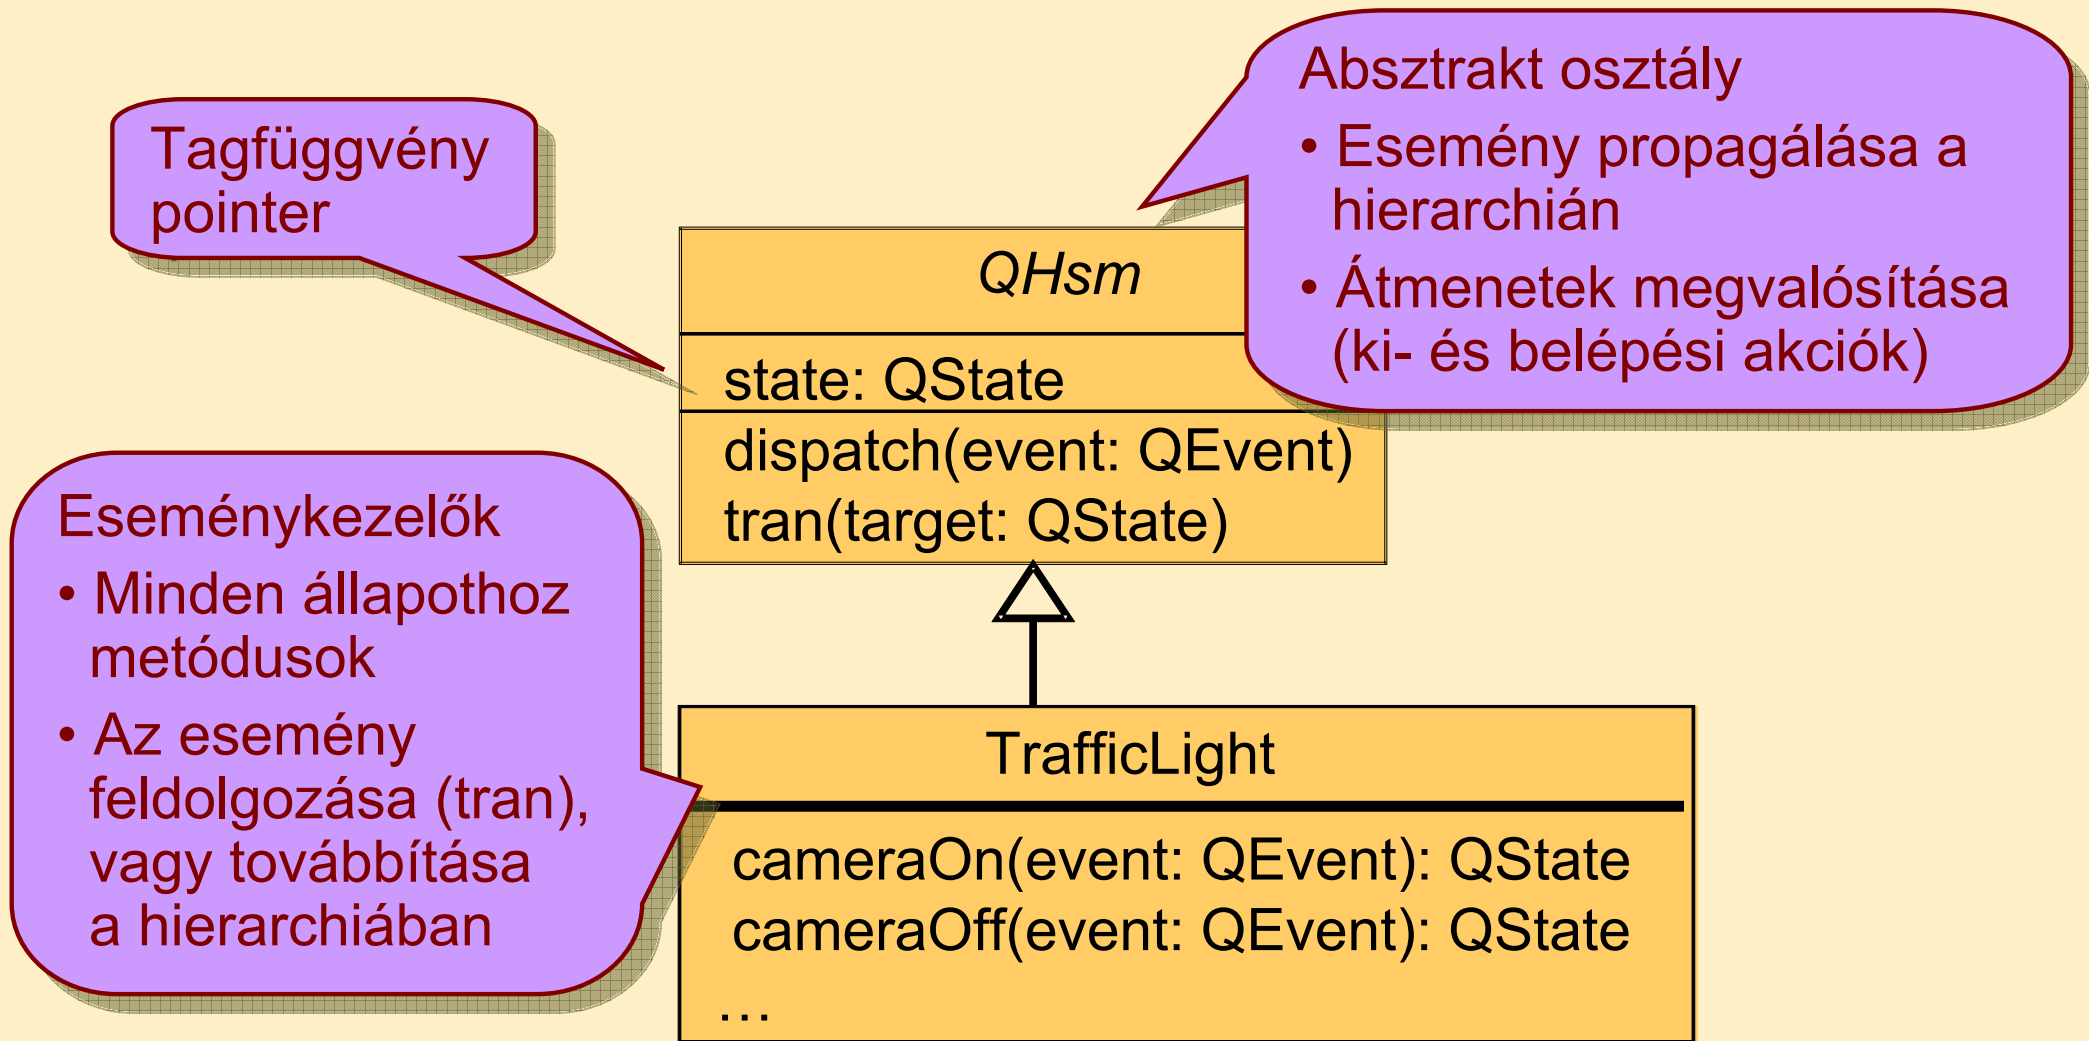 Absztrakt osztály
• Esemény propagálása a
hierarchián
• Átmenetek megvalósítása
(ki- és belépési akciók)
Tagfüggvény
pointer
QHsm
state: QState
dispatch(event: QEvent)
tran(target: QState)
Eseménykezelők
• Minden állapothoz
metódusok
• Az esemény
feldolgozása (tran),
vagy továbbítása
a hierarchiában
TrafficLight
cameraOn(event: QEvent): QState
cameraOff(event: QEvent): QState
…